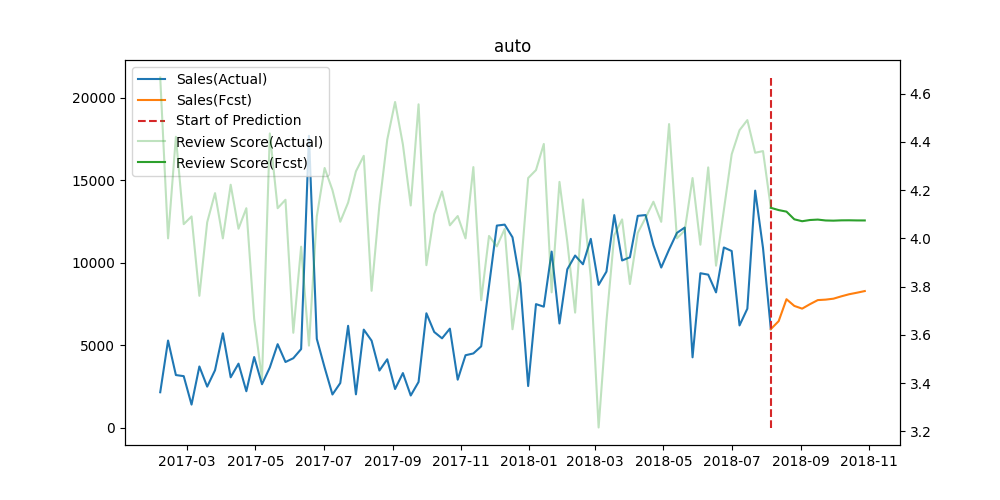 auto
Sales(Actual)
Sales(Fcst)
Start of Prediction
Review Score(Actual)
Review Score(Fcst)
20000
15000
10000
5000
0
4.6
4.4
4.2
4.0
3.8
3.6
3.4
3.2
2017-03 2017-05 2017-07 2017-09 2017-11 2018-01 2018-03 2018-05 2018-07 2018-09 2018-11